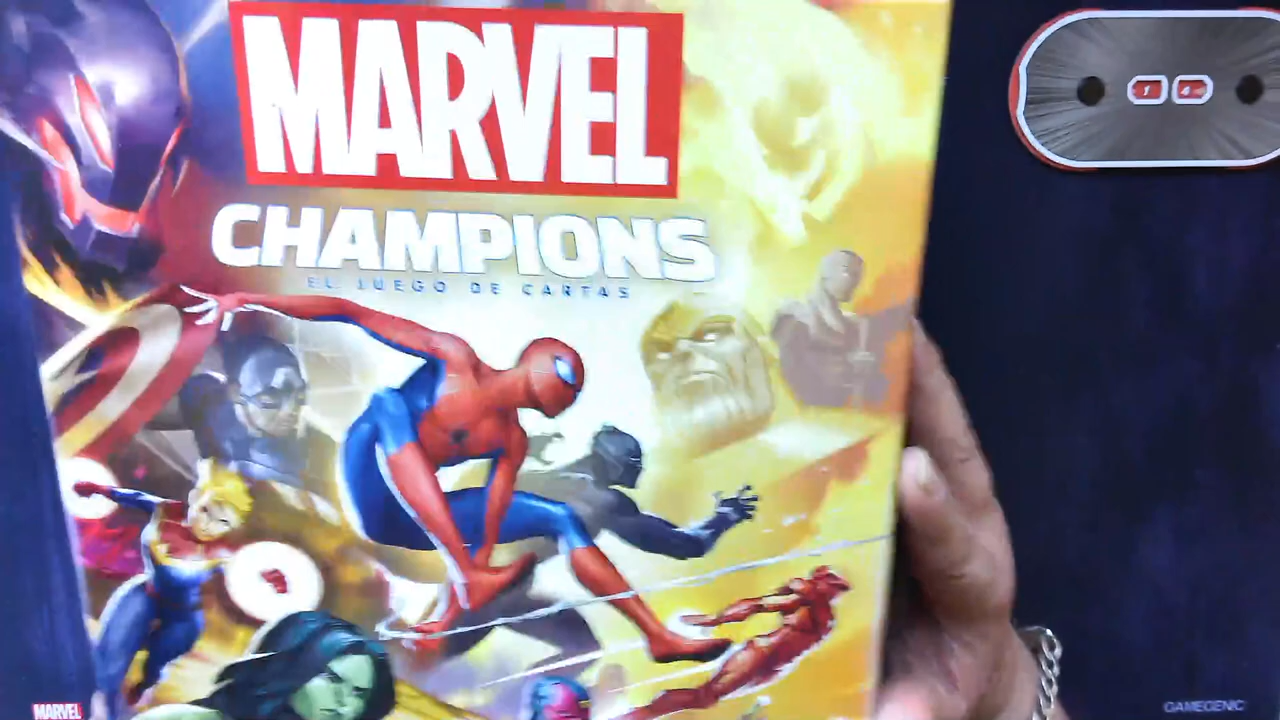 MARVEL
CHAMPIONS
EL JUEGO DE CARTAS
1 4
MARVEL
GAMEGENIC